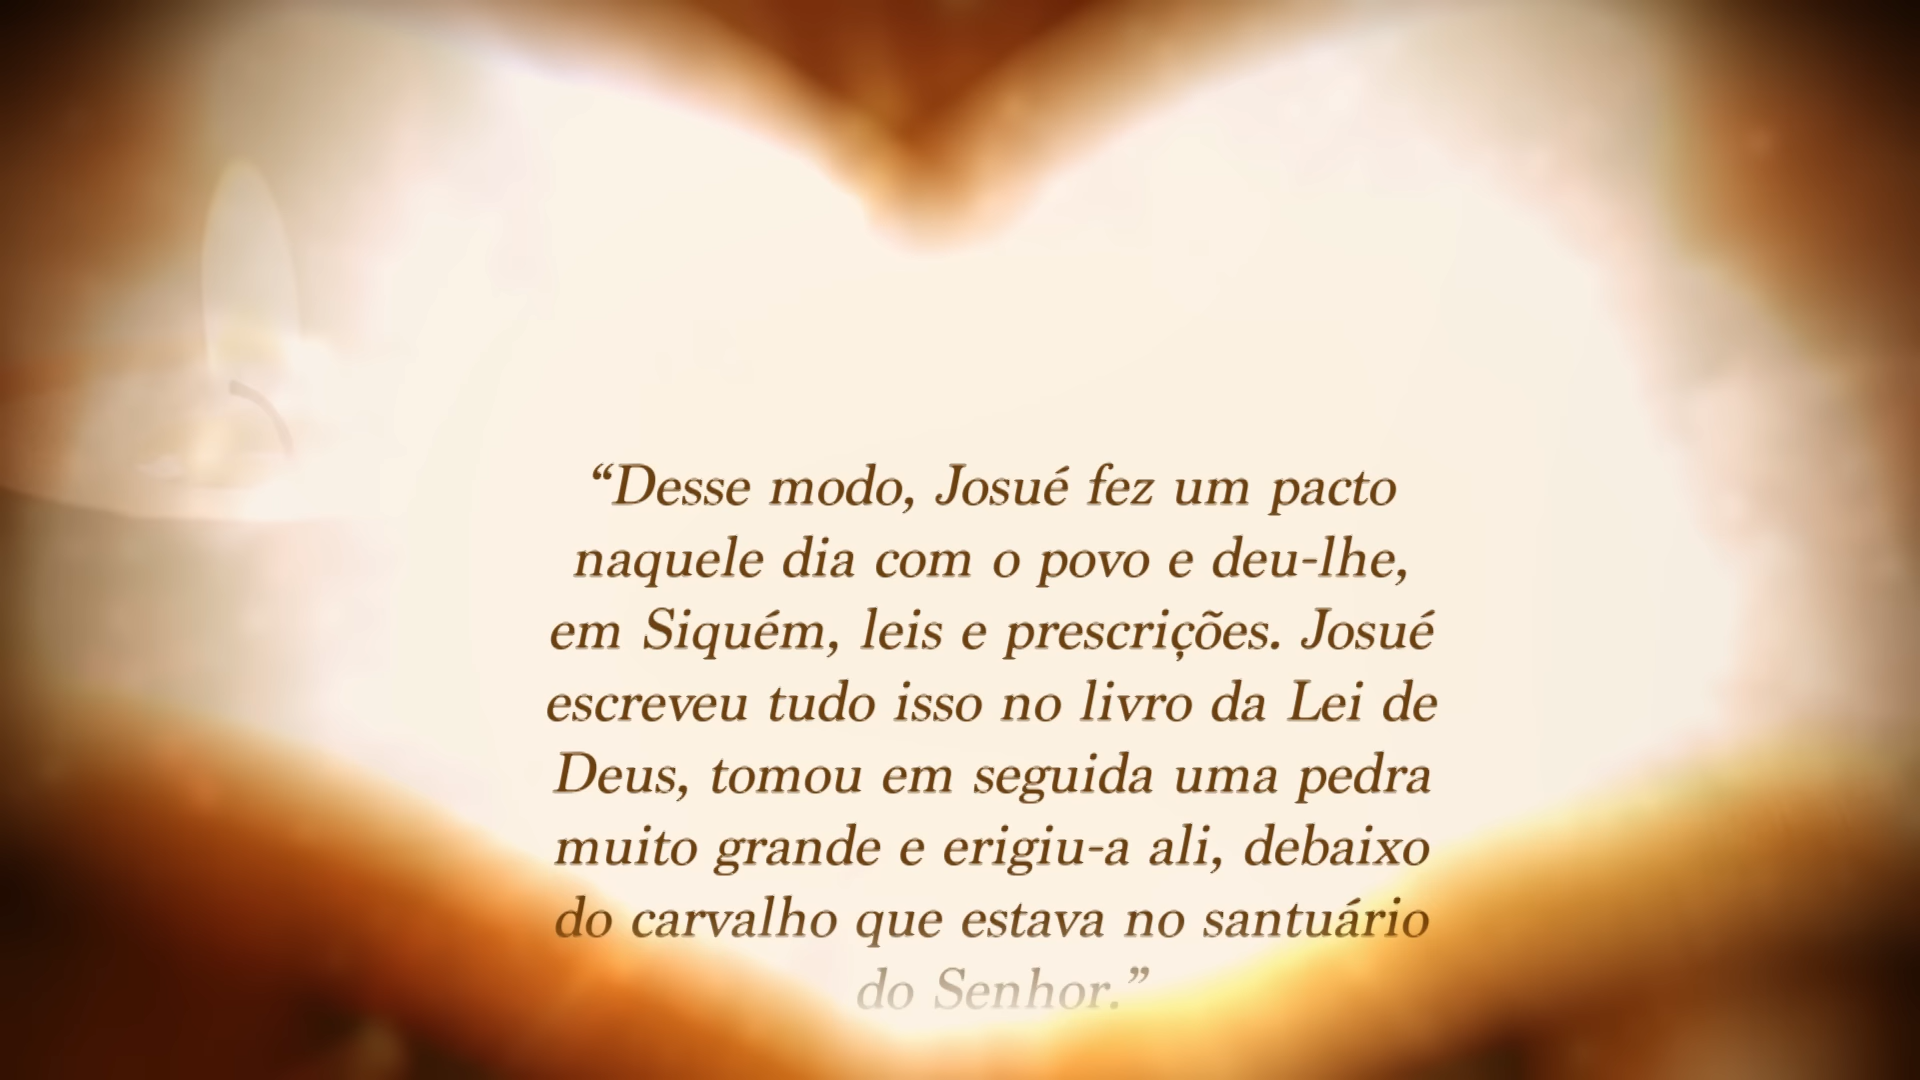 “Desse modo, Josué fez um pacto
naquele dia com o povo e deu-lhe,
em Siquém, leis e prescrições. Josué
escreveu tudo isso no livro da Lei de
Deus, tomou em seguida uma pedra
muito grande e erigiu-a ali, debaixo
do carvalho que estava no santuário
do Senhor.”